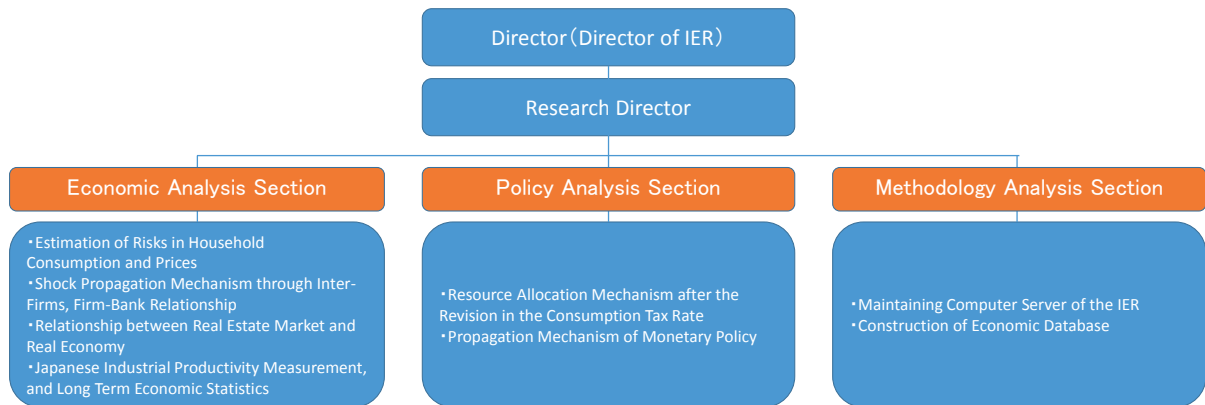 Director（Director of IER）
Research Director
Economic Analysis Section
・Estimation of Risks in Household
Consumption and Prices
・Shock Propagation Mechanism through Inter-
Firms, Firm-Bank Relationship
・Relationship between Real Estate Market and
Real Economy
・Japanese Industrial Productivity Measurement,
and Long Term Economic Statistics
Policy Analysis Section
・Resource Allocation Mechanism after the
Revision in the Consumption Tax Rate
・Propagation Mechanism of Monetary Policy
Methodology Analysis Section
・Maintaining Computer Server of the IER
・Construction of Economic Database